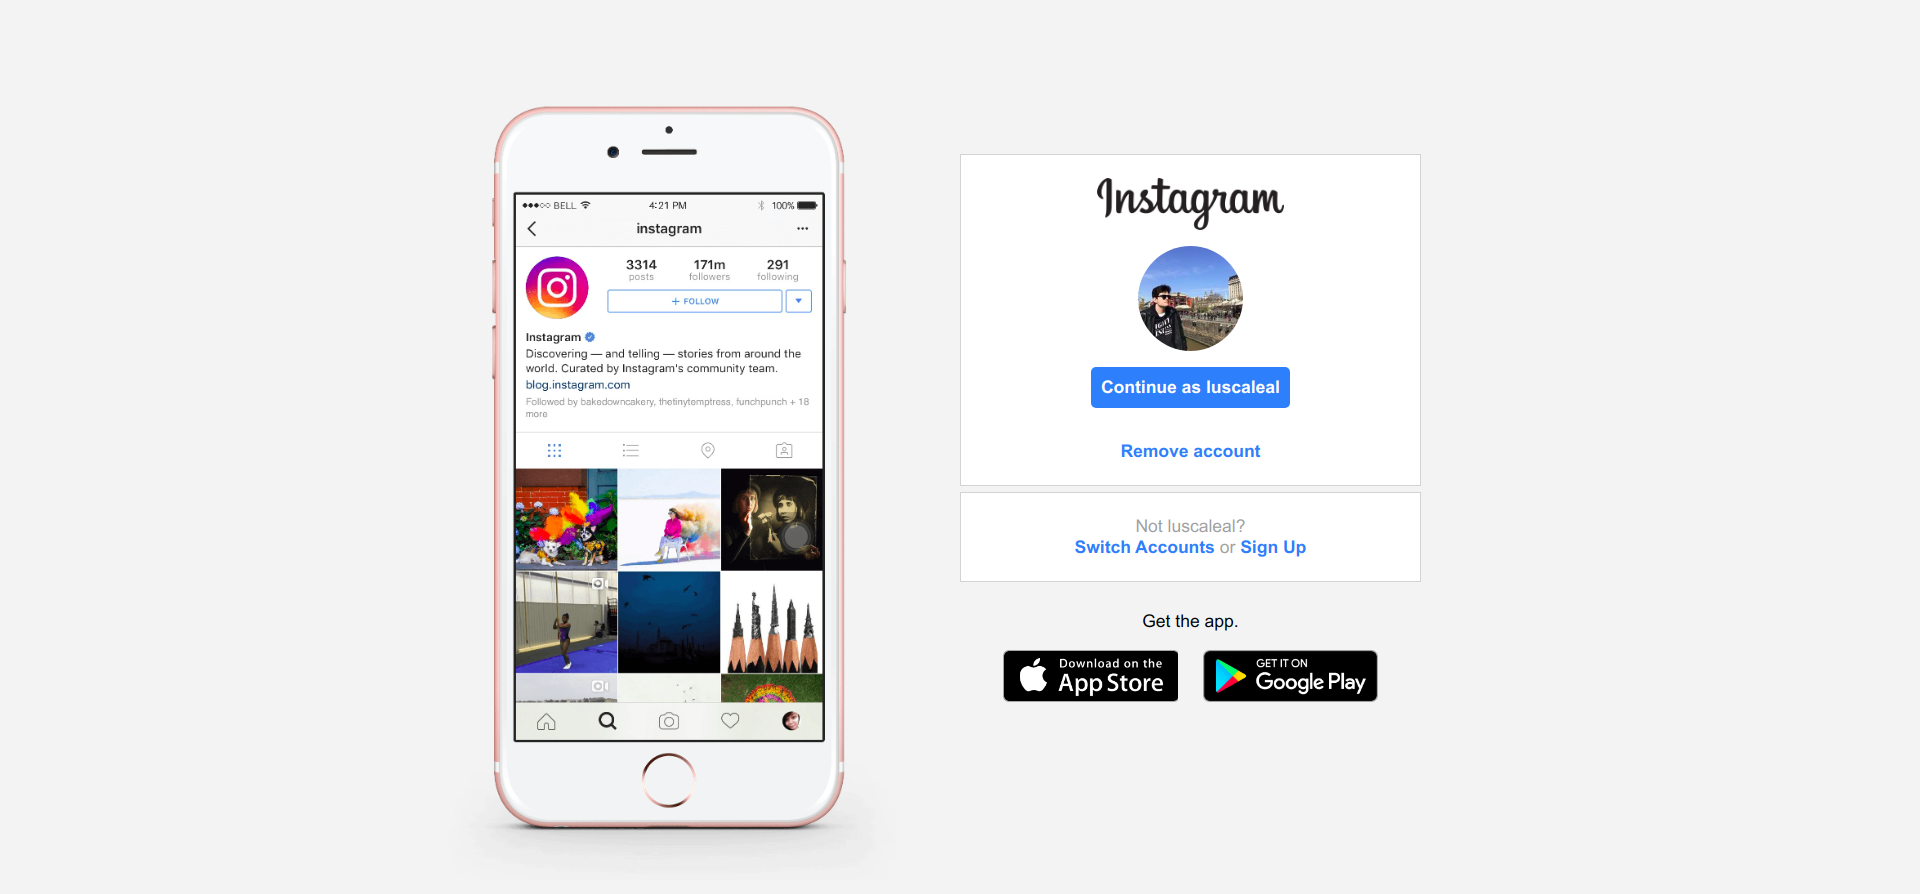 BELL
4:21 PM
100%
instagram
3314
posts
171m
followers
291
following
+ FOLLOW
Instagram
Discovering — and telling — stories from around the
world. Curated by Instagram's community team.
blog.instagram.com
Followed by bakedowncakery, thetinytemptress, funchpunch + 18
more
Instagram
Continue as luscaleal
Remove account
Not luscaleal?
Switch Accounts or Sign Up
Get the app.
Download on the
App Store
GET IT ON
Google Play